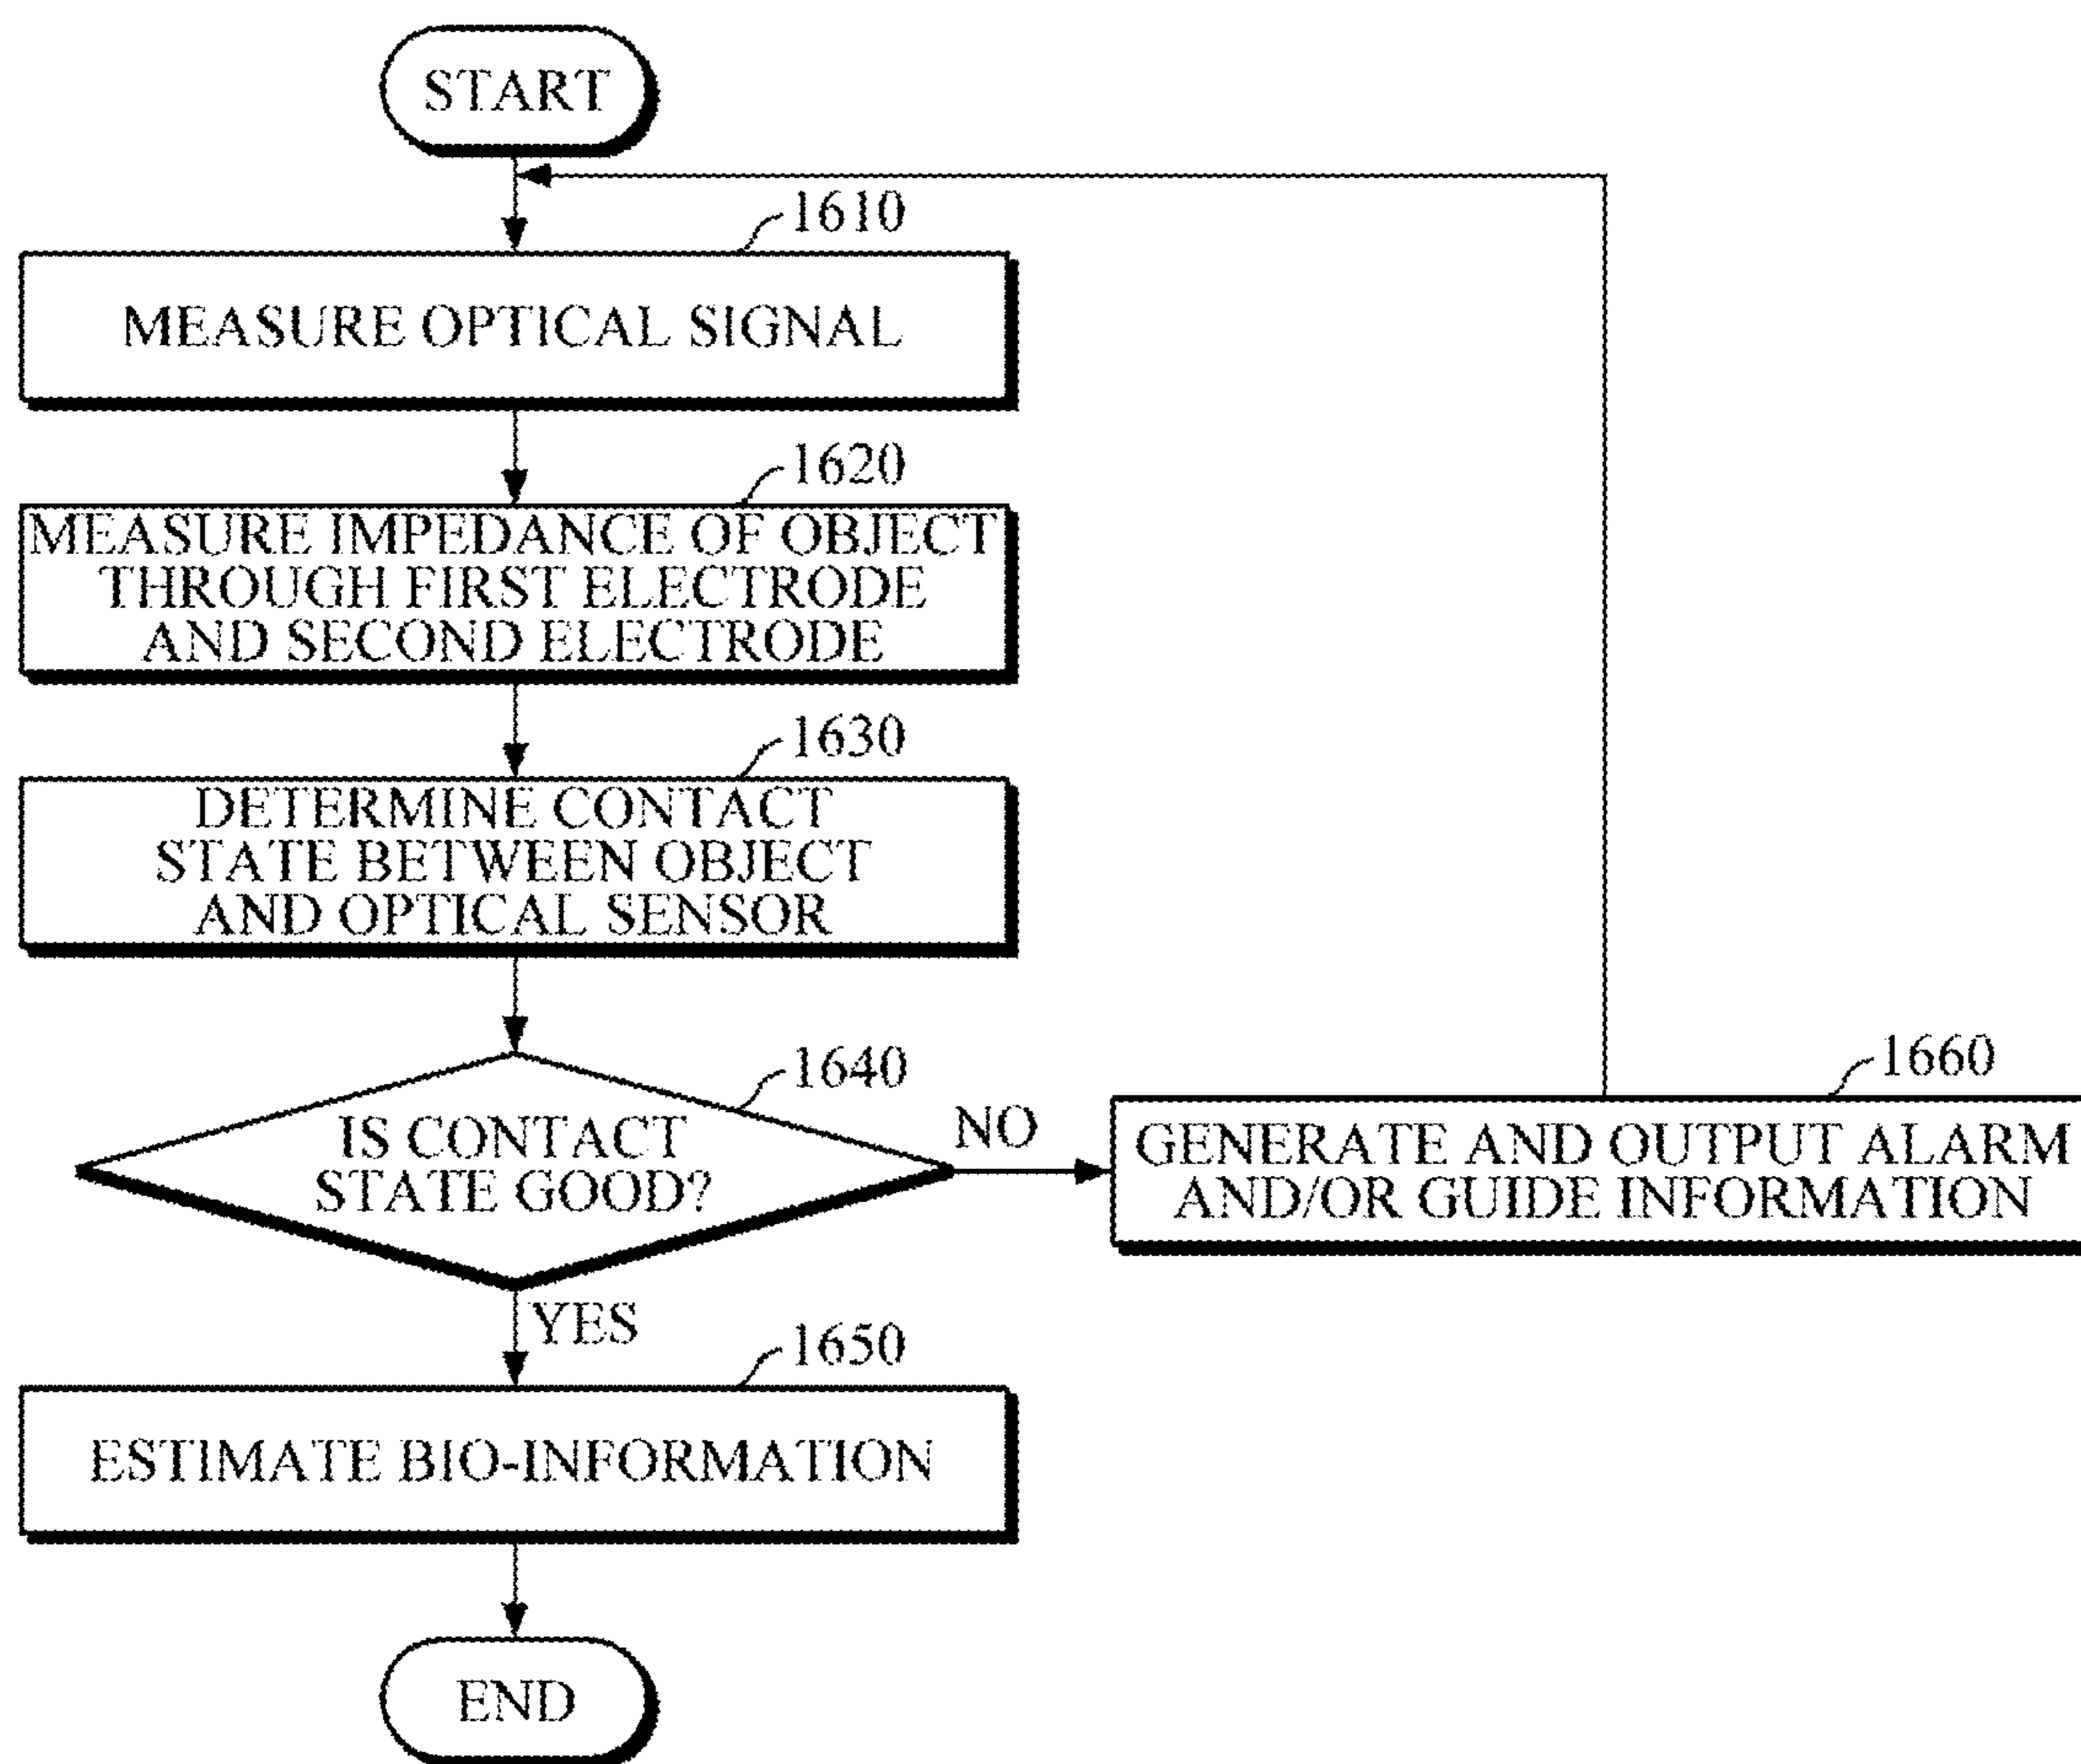 START
1610
MEASURE OPTICAL SIGNAL
1620
MEASURE IMPEDANCE OF OBJECT
THROUGH FIRST ELECTRODE
AND SECOND ELECTRODE
1630
DETERMINE CONTACT
STATE BETWEEN OBJECT
AND OPTICAL SENSOR
1640
IS CONTACT
STATE GOOD?
NO
1660
GENERATE AND OUTPUT ALARM
AND/OR GUIDE INFORMATION
YES
1650
ESTIMATE BIO-INFORMATION
END